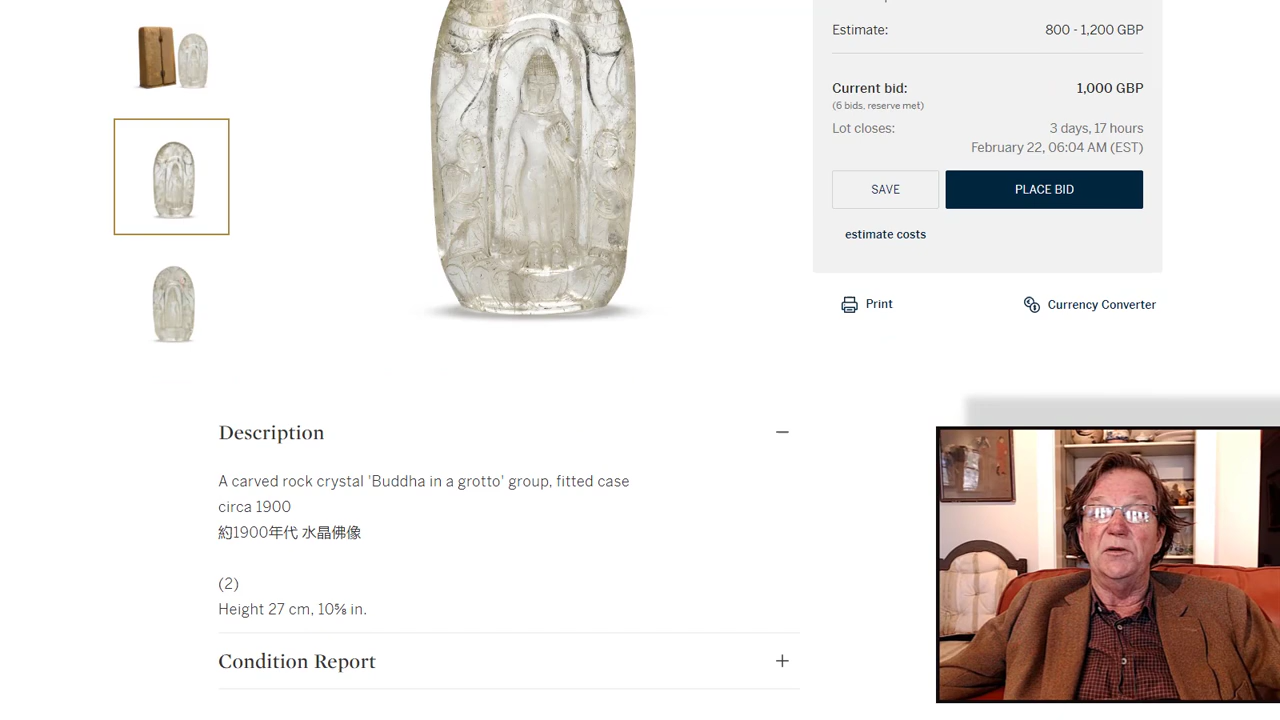 Estimate: 800 - 1,200 GBP
Current bid: 1,000 GBP
(6 bids, reserve met)
Lot closes: 3 days, 17 hours
February 22, 06:04 AM (EST)
SAVE PLACE BID
estimate costs
Print Currency Converter
Description
A carved rock crystal 'Buddha in a grotto' group, fitted case
circa 1900
約1900年代 水晶佛像
(2)
Height 27 cm, 10⅝ in.
Condition Report